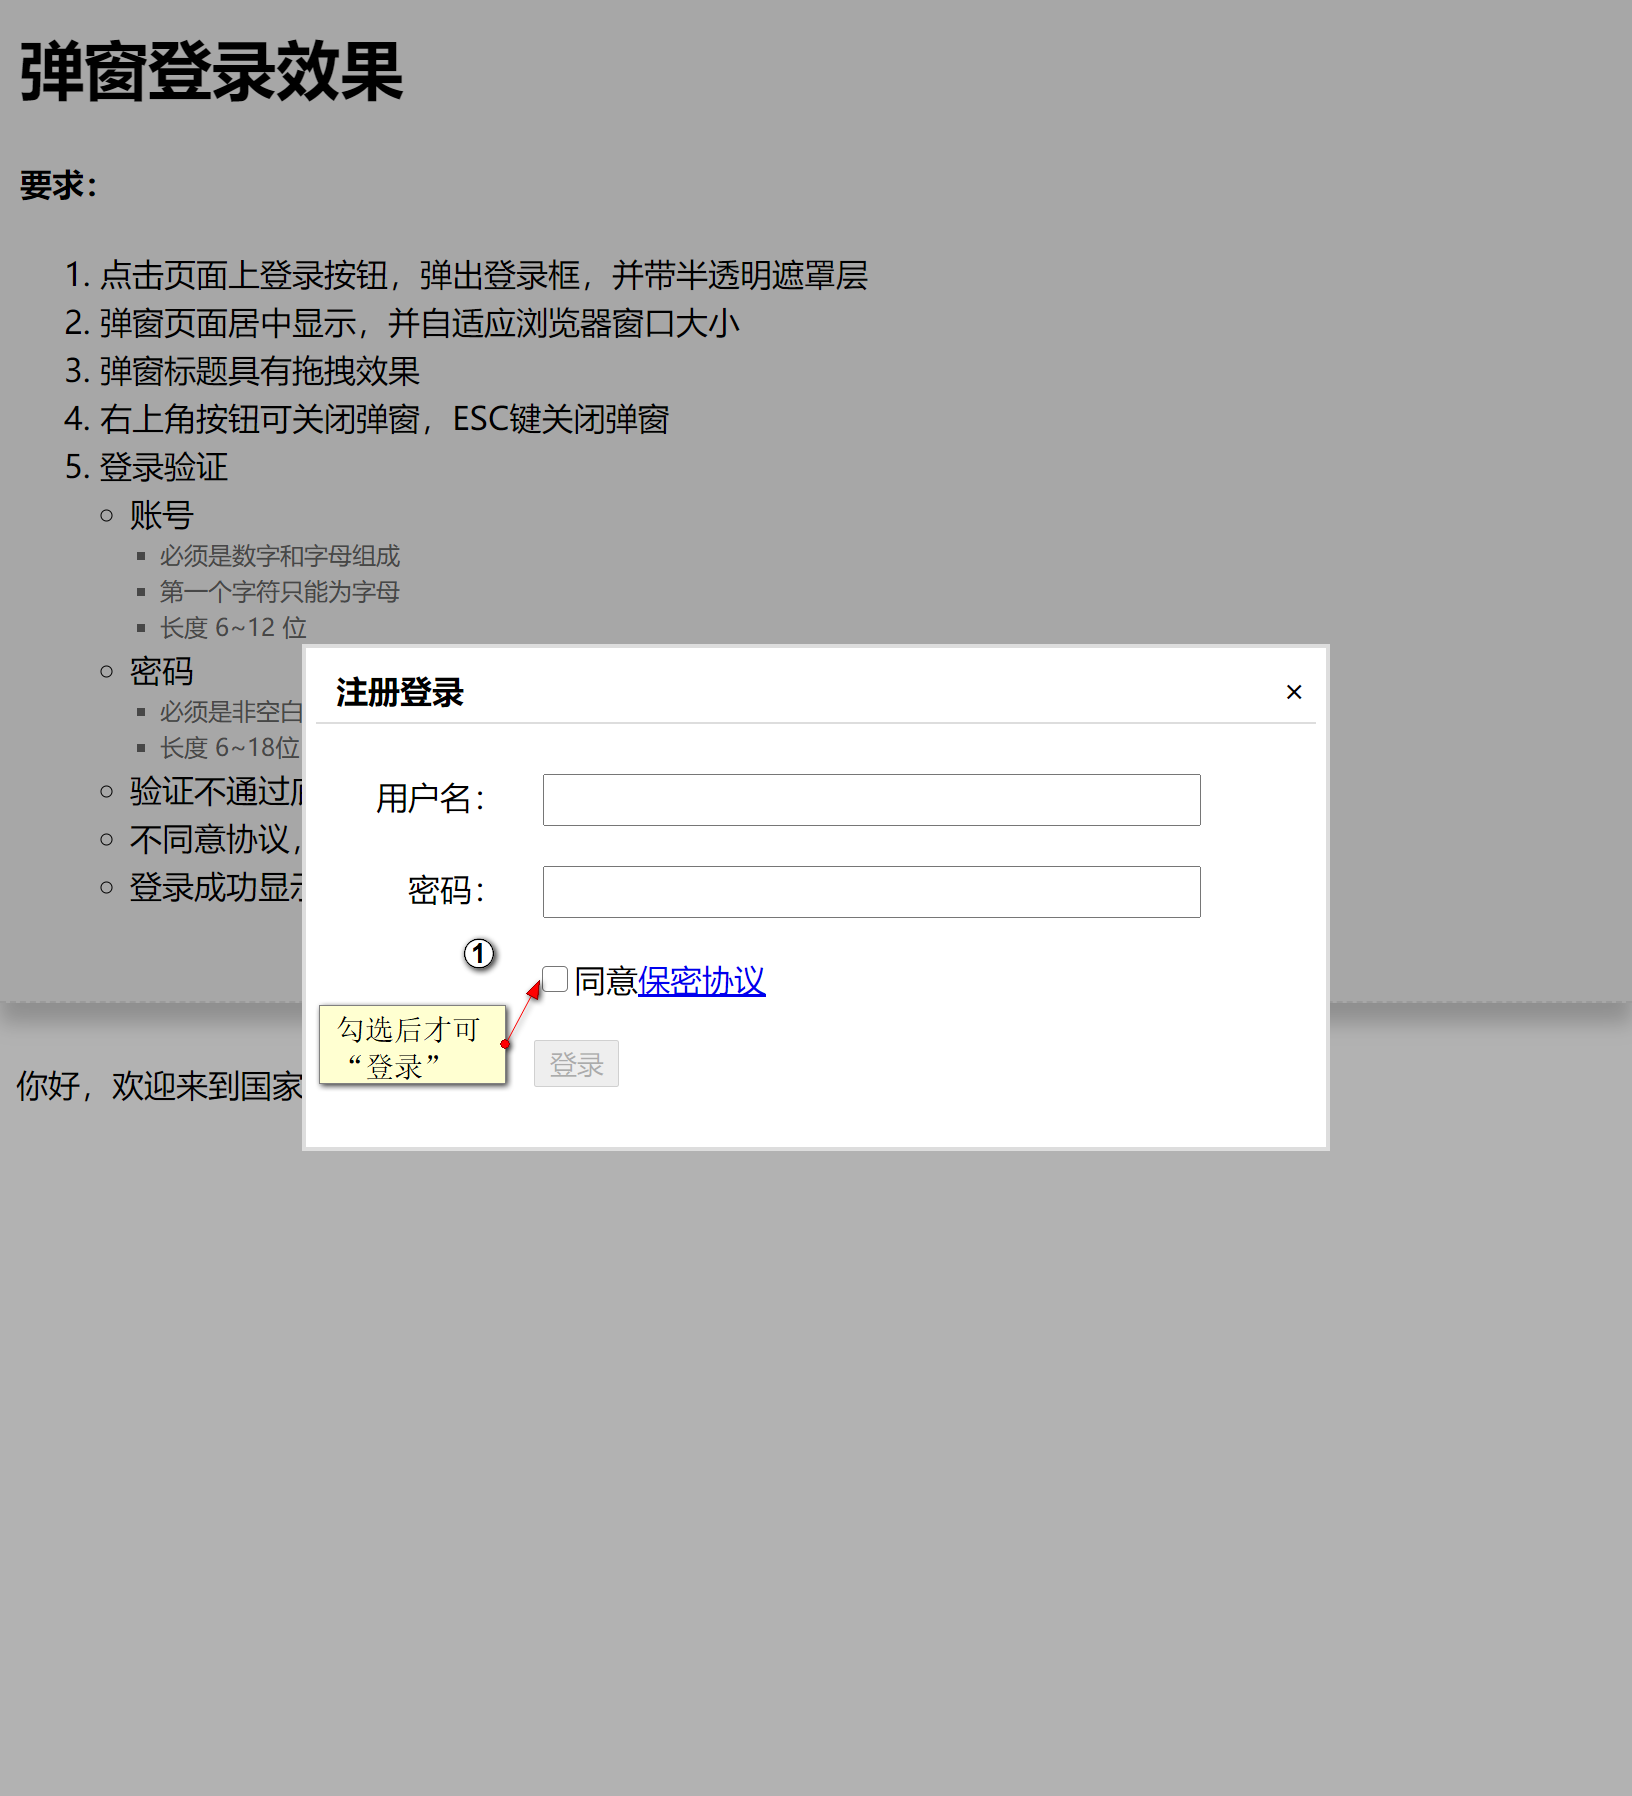 弹窗登录效果
要求：
1. 点击页面上登录按钮，弹出登录框，并带半透明遮罩层
2. 弹窗页面居中显示，并自适应浏览器窗口大小
3. 弹窗标题具有拖拽效果
4. 右上角按钮可关闭弹窗，ESC键关闭弹窗
5. 登录验证
账号
必须是数字和字母组成
第一个字符只能为字母
长度 6~12 位
密码
必须是非空白
长度 6~18位
验证不通过
不同意协议，
登录成功显示
你好，欢迎来到国家
注册登录
×
用户名：
密码：
①
同意保密协议
勾选后才可
“登录”
登录